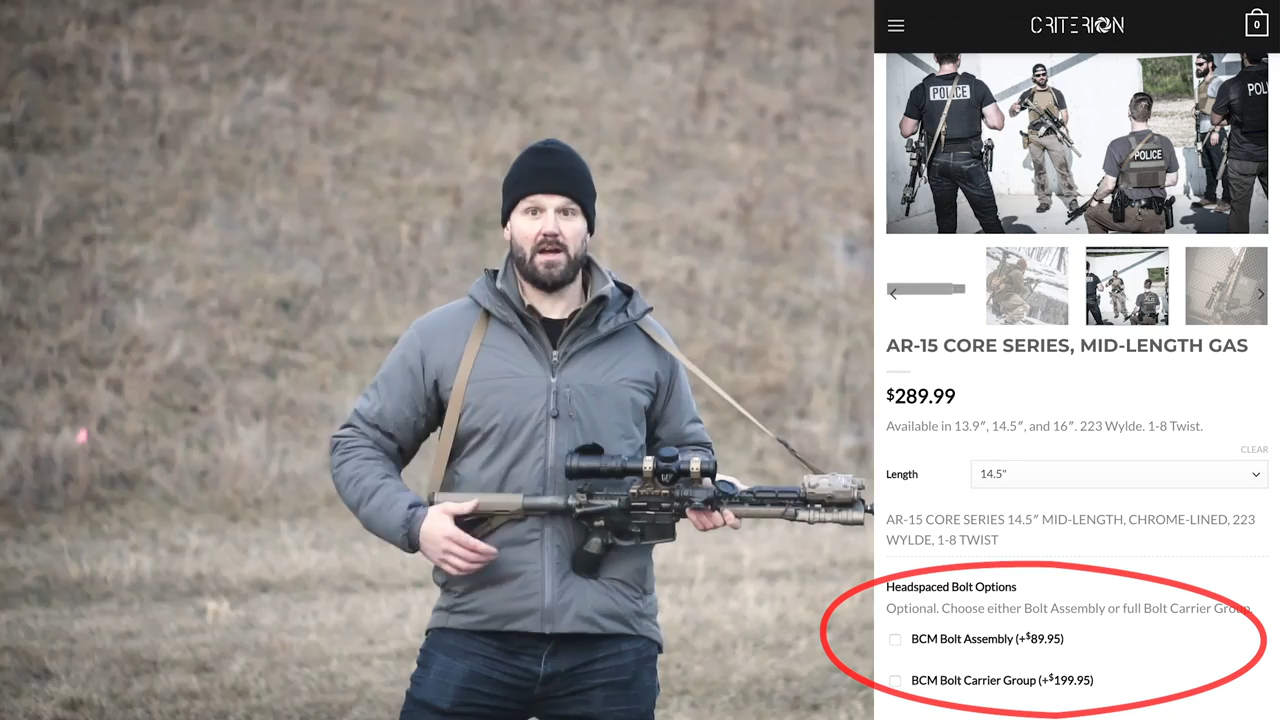 CRITERION
0
POLICE
POLICE
POL
AR-15 CORE SERIES, MID-LENGTH GAS
$289.99
Available in 13.9″, 14.5″, and 16″. 223 Wylde. 1-8 Twist.
CLEAR
Length
14.5"
AR-15 CORE SERIES 14.5″ MID-LENGTH, CHROME-LINED, 223
WYLDE, 1-8 TWIST
Headspaced Bolt Options
Optional. Choose either Bolt Assembly or full Bolt Carrier Group.
BCM Bolt Assembly (+$89.95)
BCM Bolt Carrier Group (+$199.95)